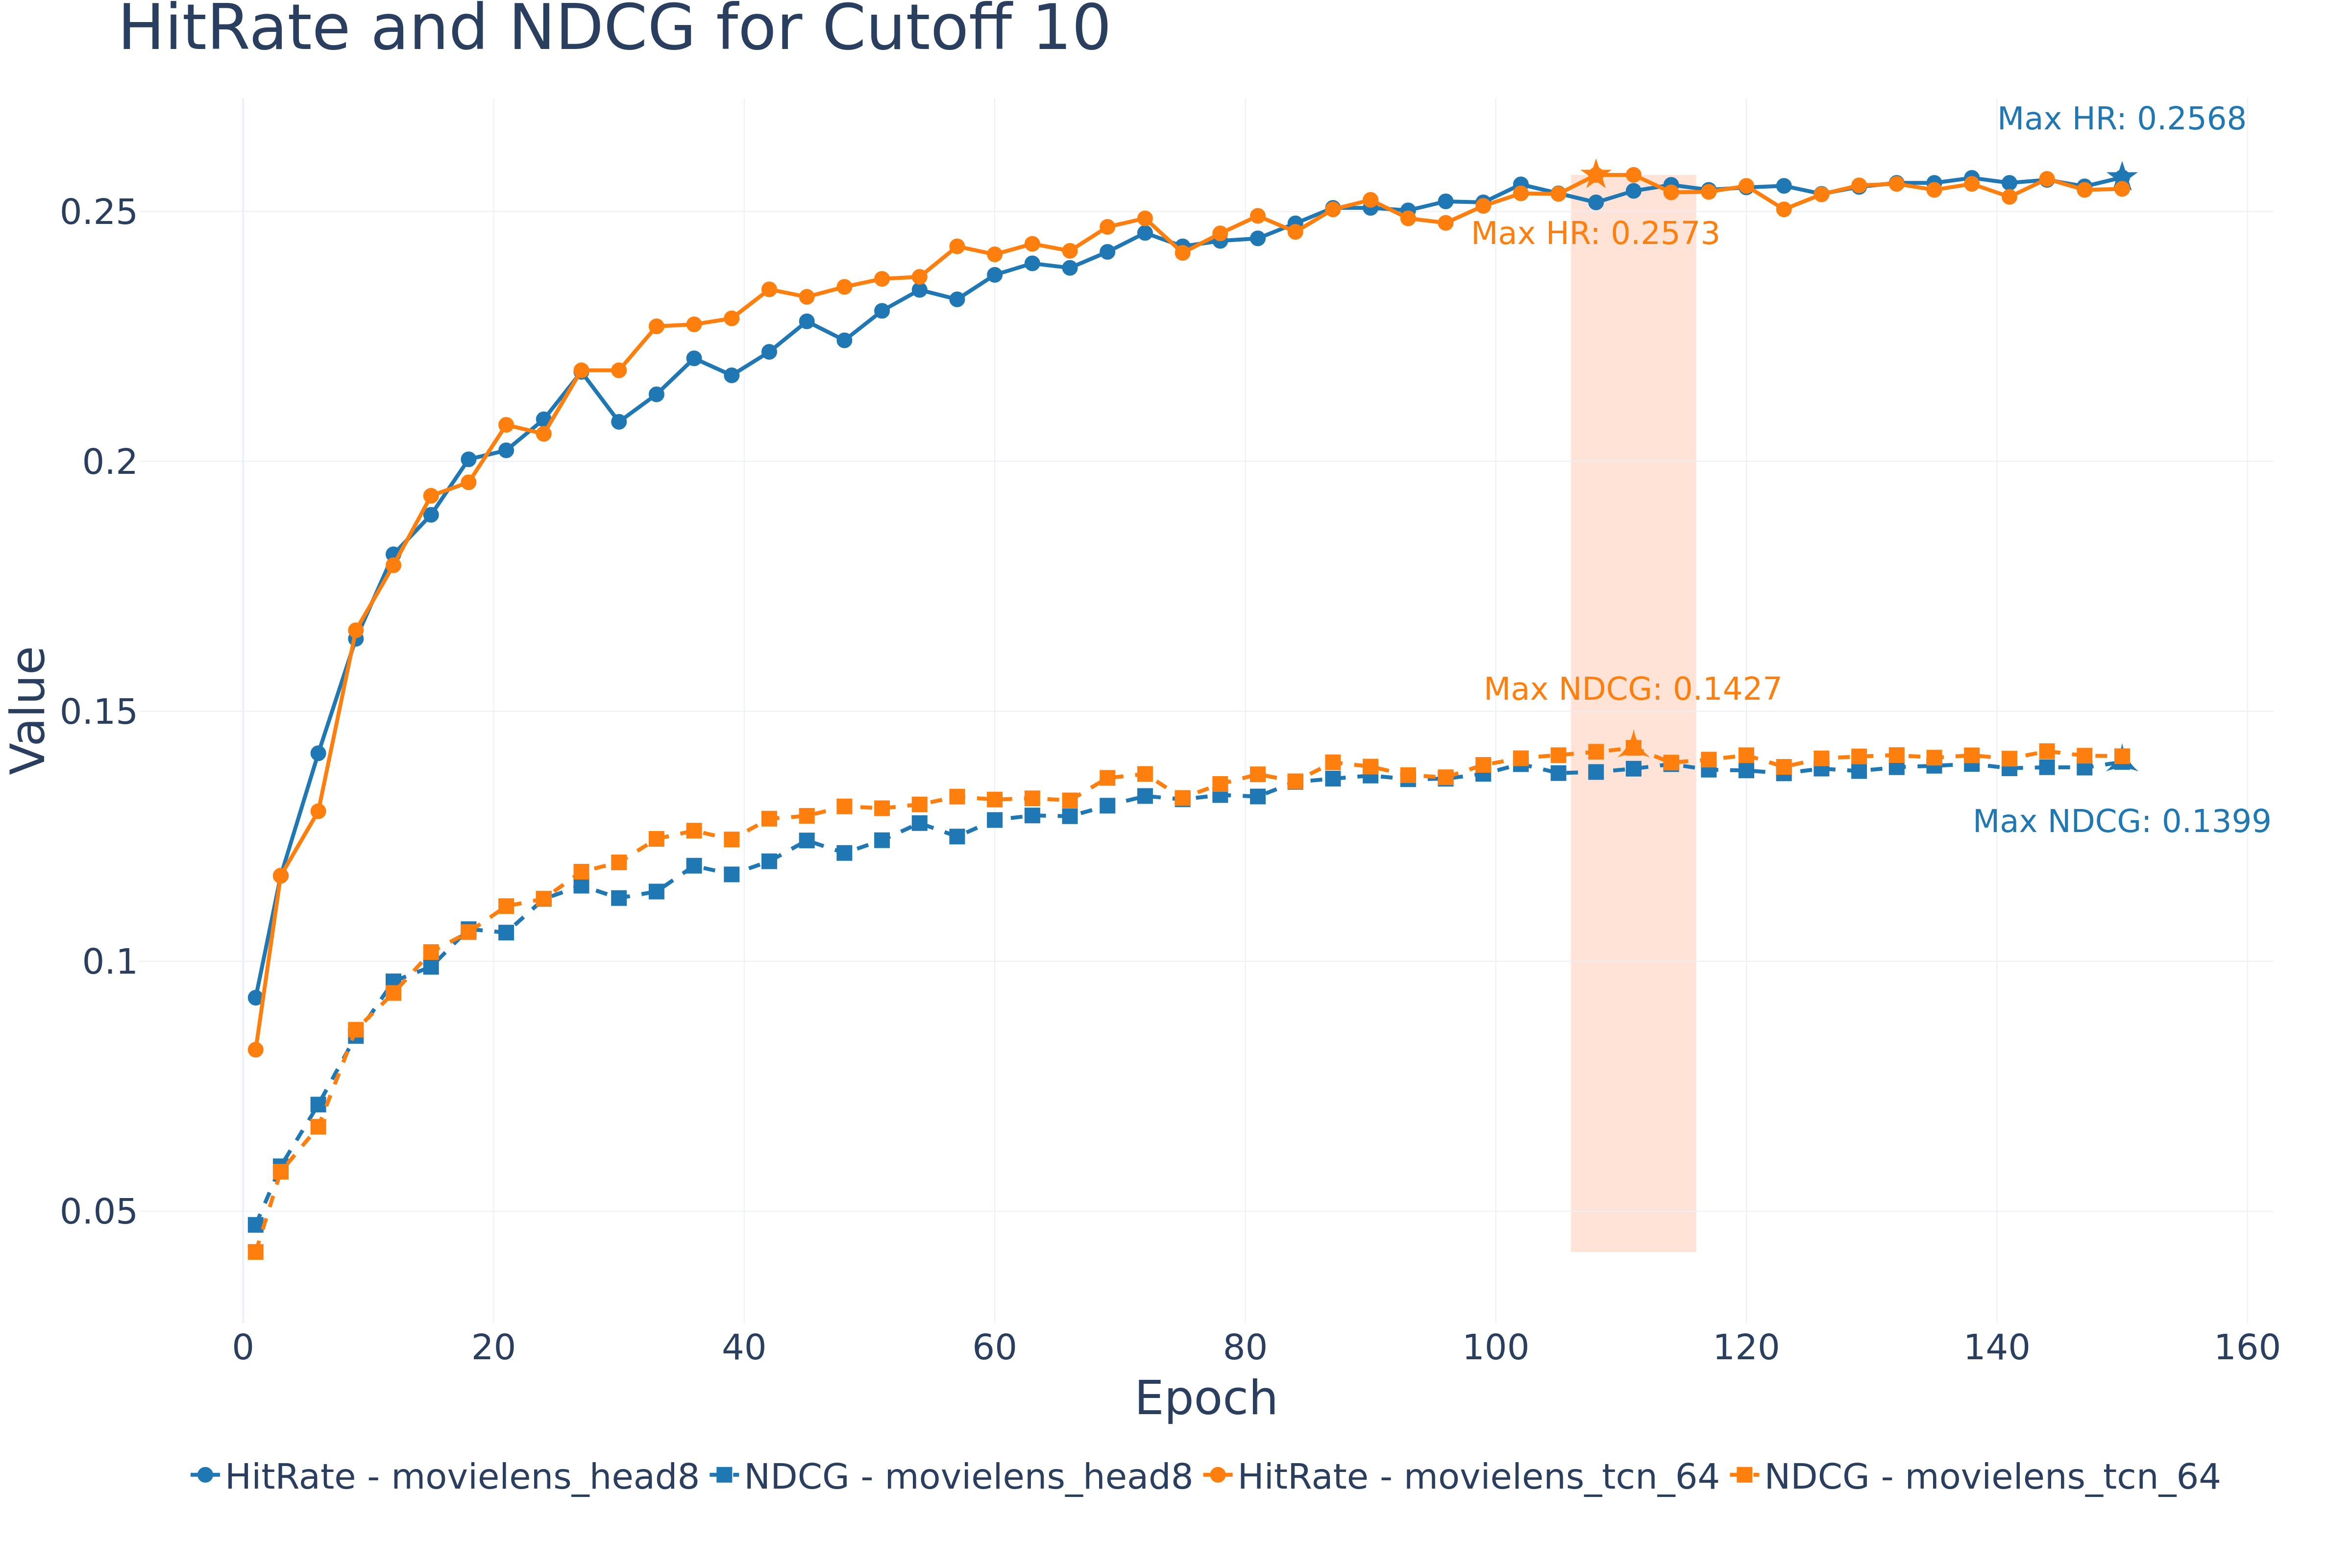 HitRate and NDCG for Cutoff 10
Max HR: 0.2568
Max HR: 0.2573
Max NDCG: 0.1427
Max NDCG: 0.1399
Value
0.25
0.2
0.15
0.1
0.05
0 20 40 60 80 100 120 140 160
Epoch
HitRate - movielens_head8 NDCG - movielens_head8 HitRate - movielens_tcn_64 NDCG - movielens_tcn_64